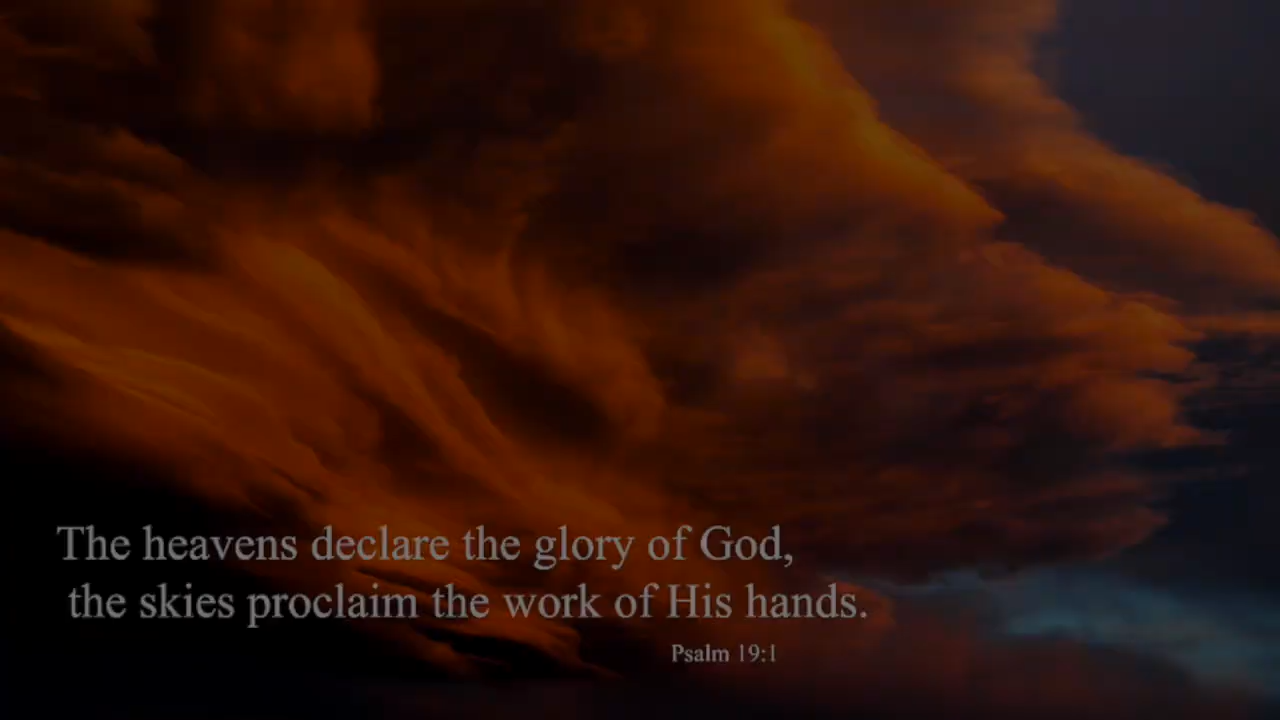 The heavens declare the glory of God,
the skies proclaim the work of His hands.
Psalm 19:1